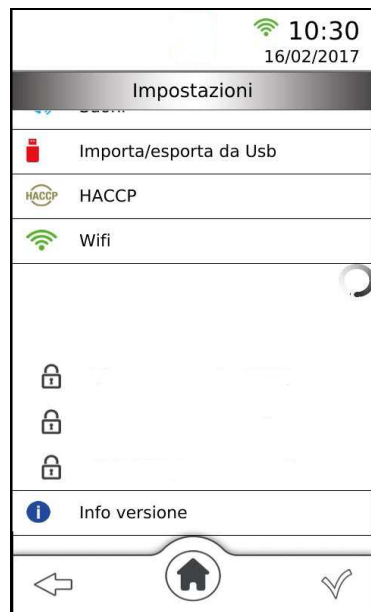 10:30
16/02/2017
Impostazioni
Importa/esporta da Usb
HACCP HACCP
Wifi
Info versione